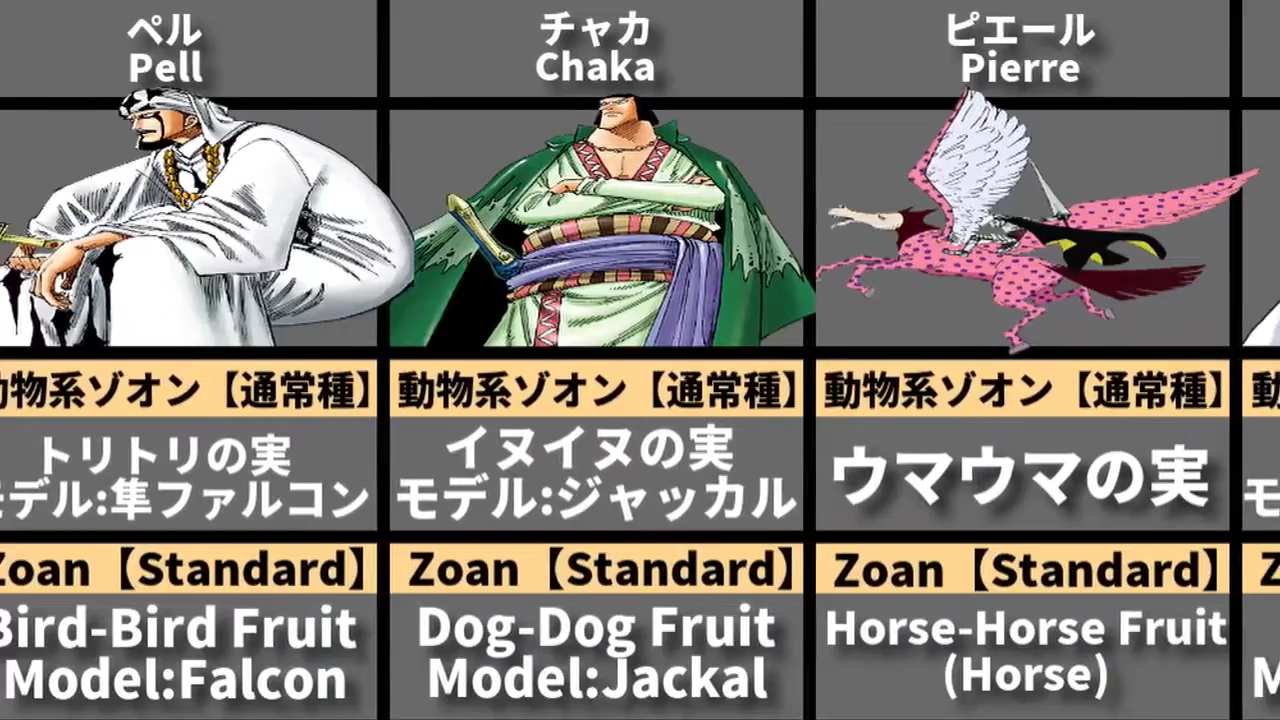 ペル
Pell
動物系ゾオン【通常種】
トリトリの実
モデル:隼ファルコン
Zoan【Standard】
Bird-Bird Fruit
Model:Falcon
チャカ
Chaka
動物系ゾオン【通常種】
イヌイヌの実
モデル:ジャッカル
Zoan【Standard】
Dog-Dog Fruit
Model:Jackal
ピエール
Pierre
動物系ゾオン【通常種】
ウマウマの実
Zoan【Standard】
Horse-Horse Fruit
(Horse)